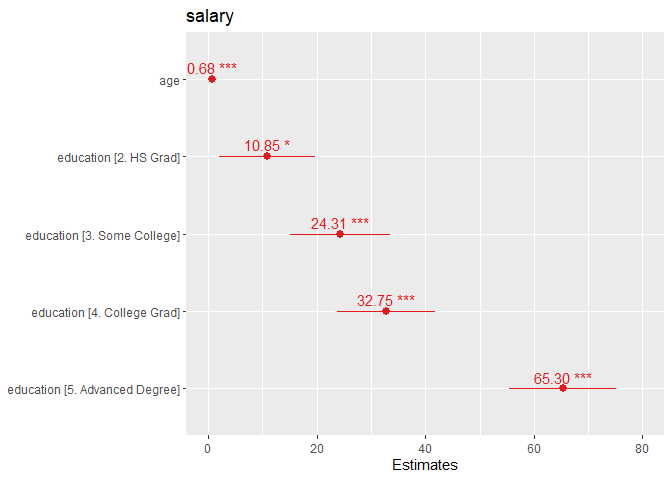 salary
0.68 ***
age
10.85 *
education [2. HS Grad]
24.31 ***
education [3. Some College]
32.75 ***
education [4. College Grad]
65.30 ***
education [5. Advanced Degree]
0 20 40 60 80
Estimates